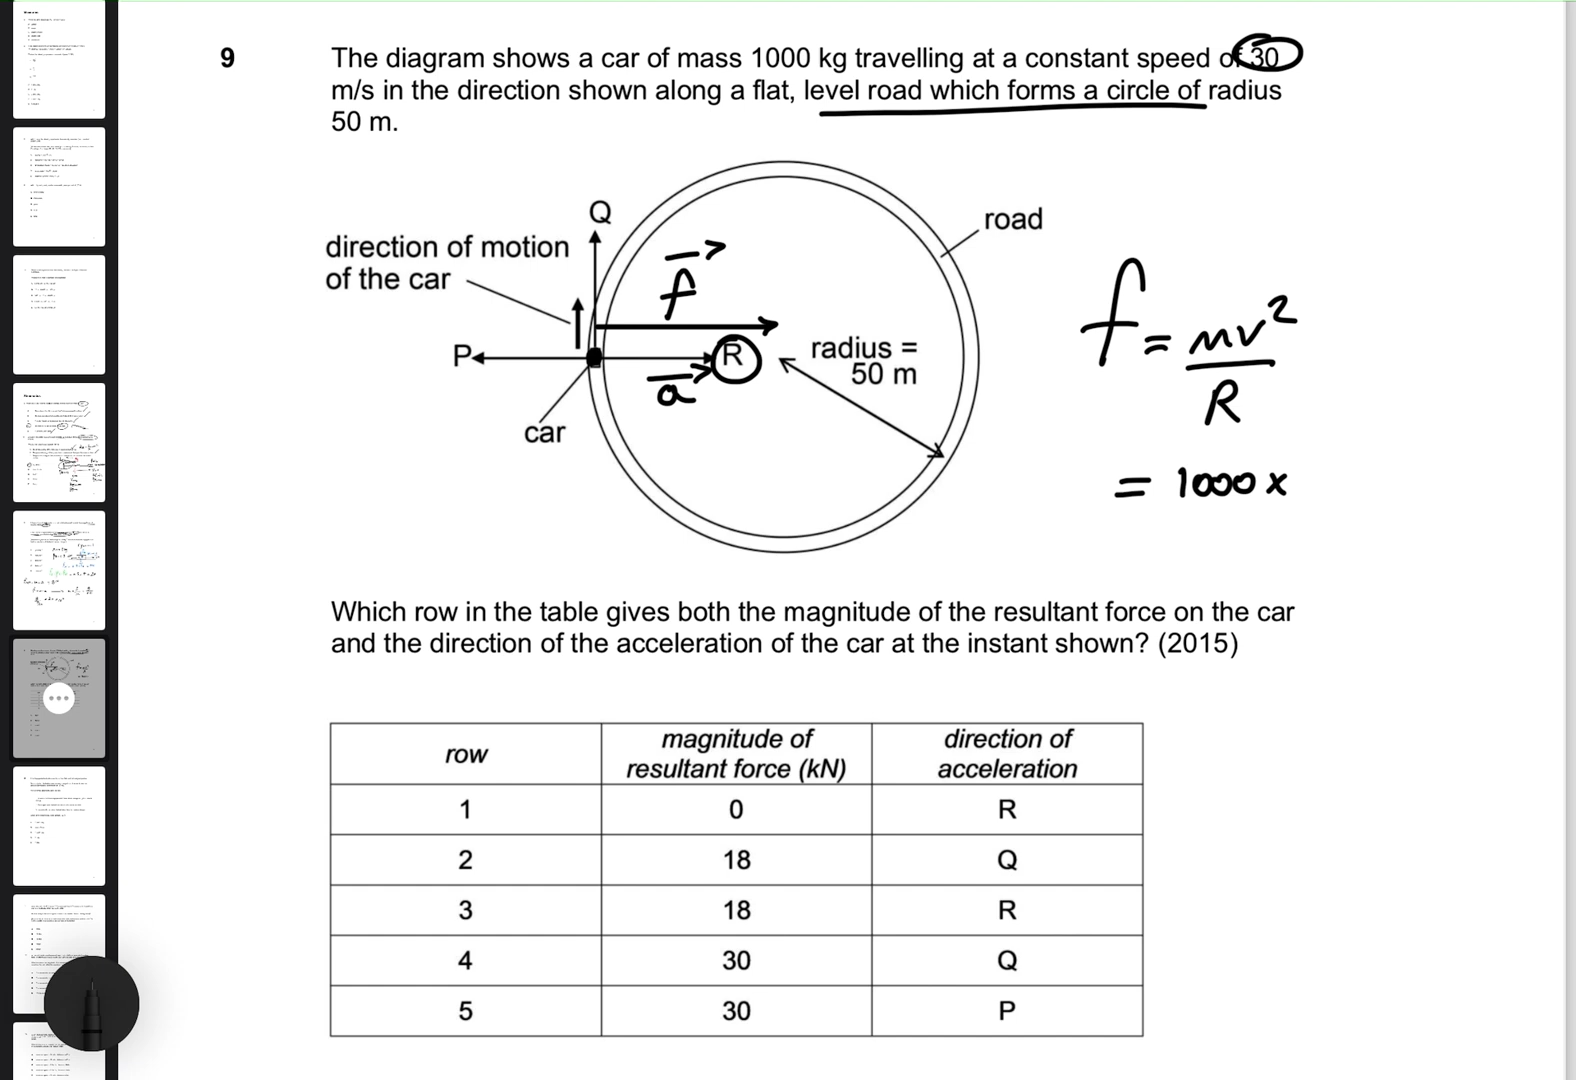 9 The diagram shows a car of mass 1000 kg travelling at a constant speed of 30
m/s in the direction shown along a flat, level road which forms a circle of radius
50 m.
Q
road
direction of motion
of the car
f
f = mv²
R
P
R
radius =
50 m
a
car
= 1000 x
Which row in the table gives both the magnitude of the resultant force on the car
and the direction of the acceleration of the car at the instant shown? (2015)
row magnitude of resultant force (kN) direction of acceleration
1 0 R
2 18 Q
3 18 R
4 30 Q
5 30 P